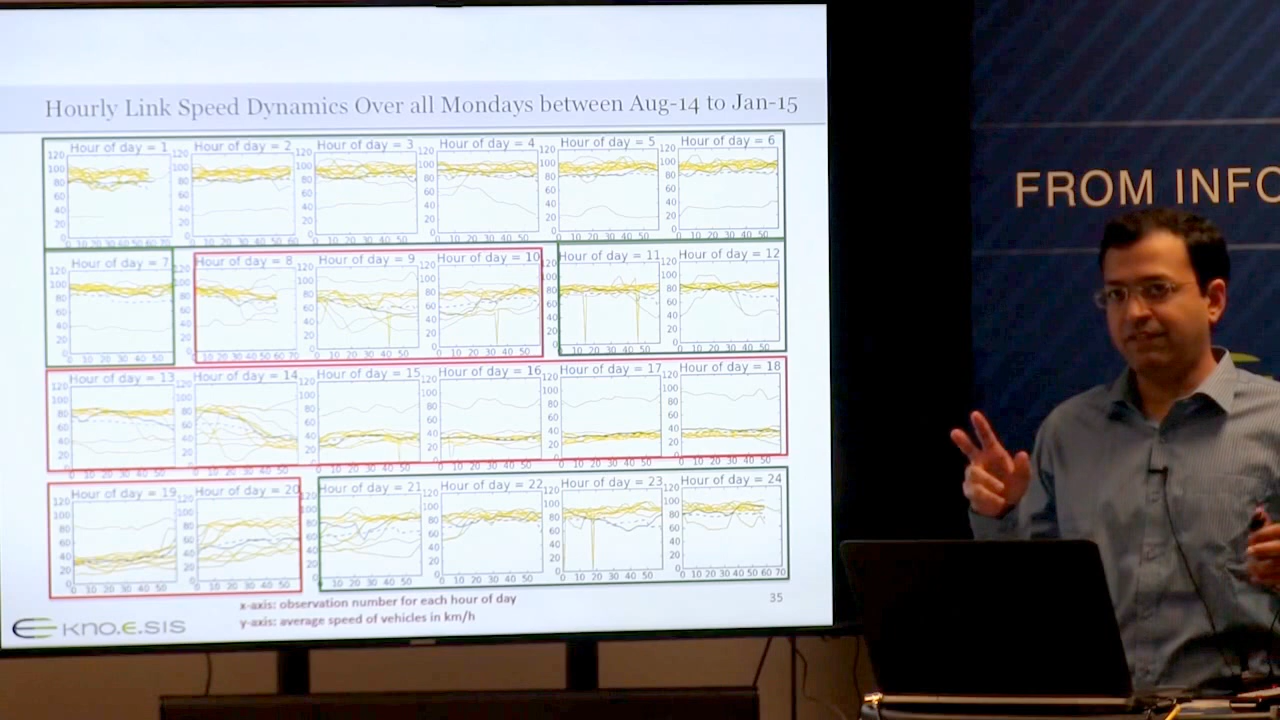 Hourly Link Speed Dynamics Over all Mondays between Aug-14 to Jan-15
Hour of day = 1
Hour of day = 2
Hour of day = 3
Hour of day = 4
Hour of day = 5
Hour of day = 6
Hour of day = 7
Hour of day = 8
Hour of day = 9
Hour of day = 10
Hour of day = 11
Hour of day = 12
Hour of day = 13
Hour of day = 14
Hour of day = 15
Hour of day = 16
Hour of day = 17
Hour of day = 18
Hour of day = 19
Hour of day = 20
Hour of day = 21
Hour of day = 22
Hour of day = 23
Hour of day = 24
x-axis: observation number for each hour of day
y-axis: average speed of vehicles in km/h
35
kno.e.sis
FROM INFO